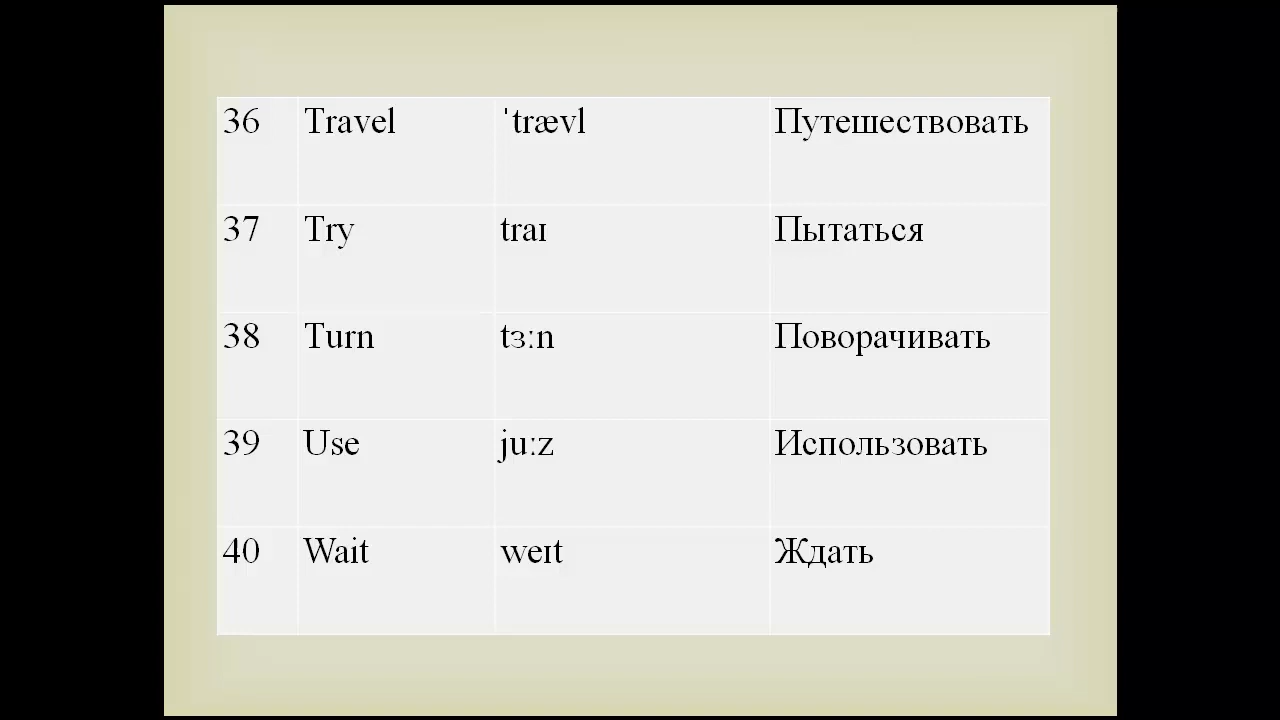 36 Travel ˈtrævl Путешествовать
37 Try traɪ Пытаться
38 Turn tɜːn Поворачивать
39 Use juːz Использовать
40 Wait weɪt Ждать